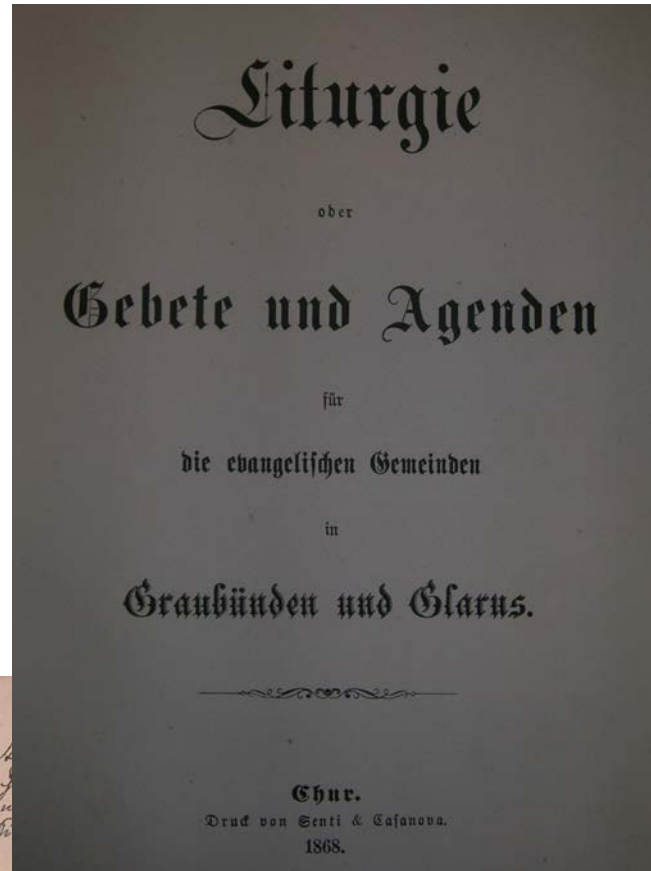 Liturgie
oder
Gebete und Agenden
für
die evangelischen Gemeinden
in
Graubünden und Glarus.
Chur.
Druck von Senti & Casanova.
1868.